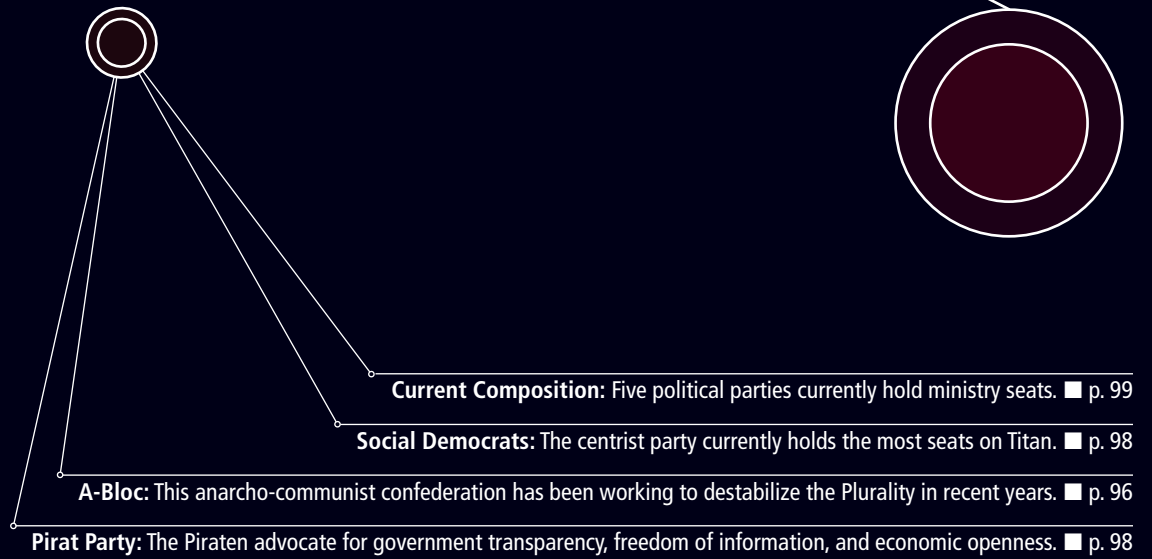 Current Composition: Five political parties currently hold ministry seats. ■ p. 99
Social Democrats: The centrist party currently holds the most seats on Titan. ■ p. 98
A-Bloc: This anarcho-communist confederation has been working to destabilize the Plurality in recent years. ■ p. 96
Pirat Party: The Piraten advocate for government transparency, freedom of information, and economic openness. ■ p. 98